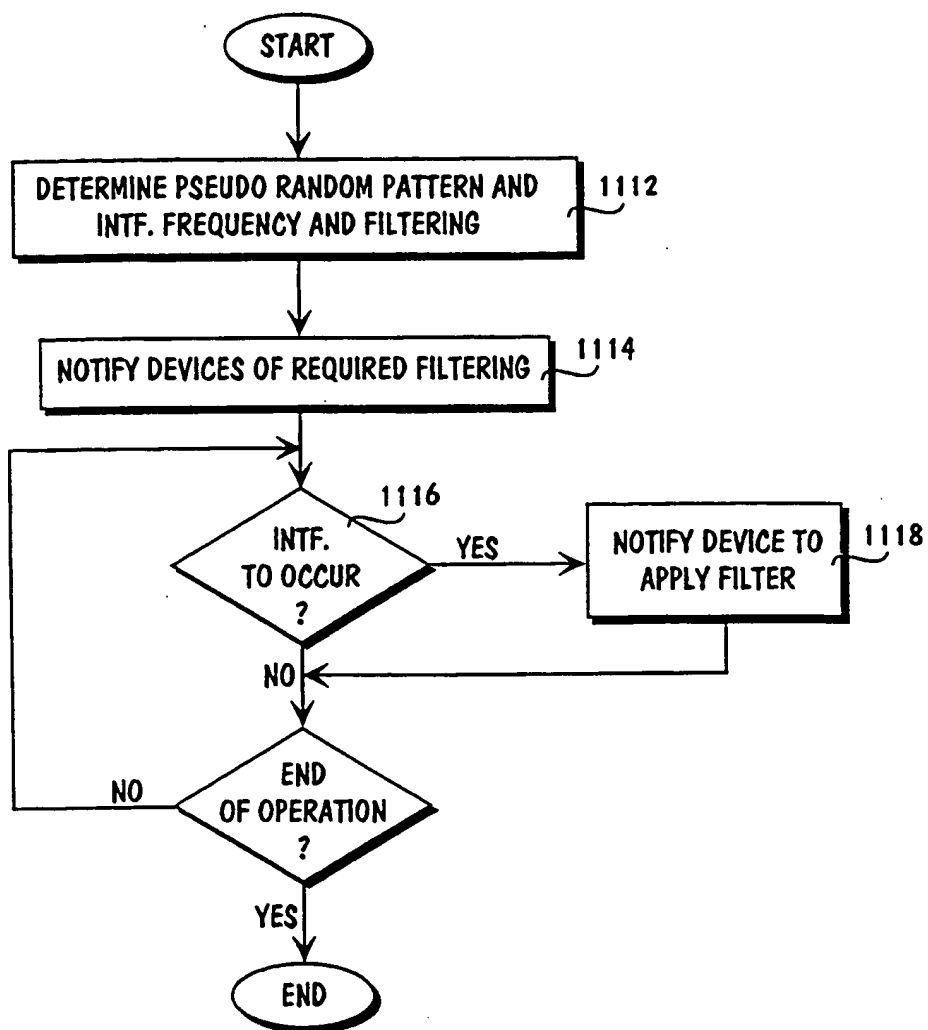 START
DETERMINE PSEUDO RANDOM PATTERN AND
INTF. FREQUENCY AND FILTERING
1112
NOTIFY DEVICES OF REQUIRED FILTERING
1114
INTF.
TO OCCUR
?
1116
YES
NOTIFY DEVICE TO
APPLY FILTER
1118
NO
END
OF OPERATION
?
NO
YES
END